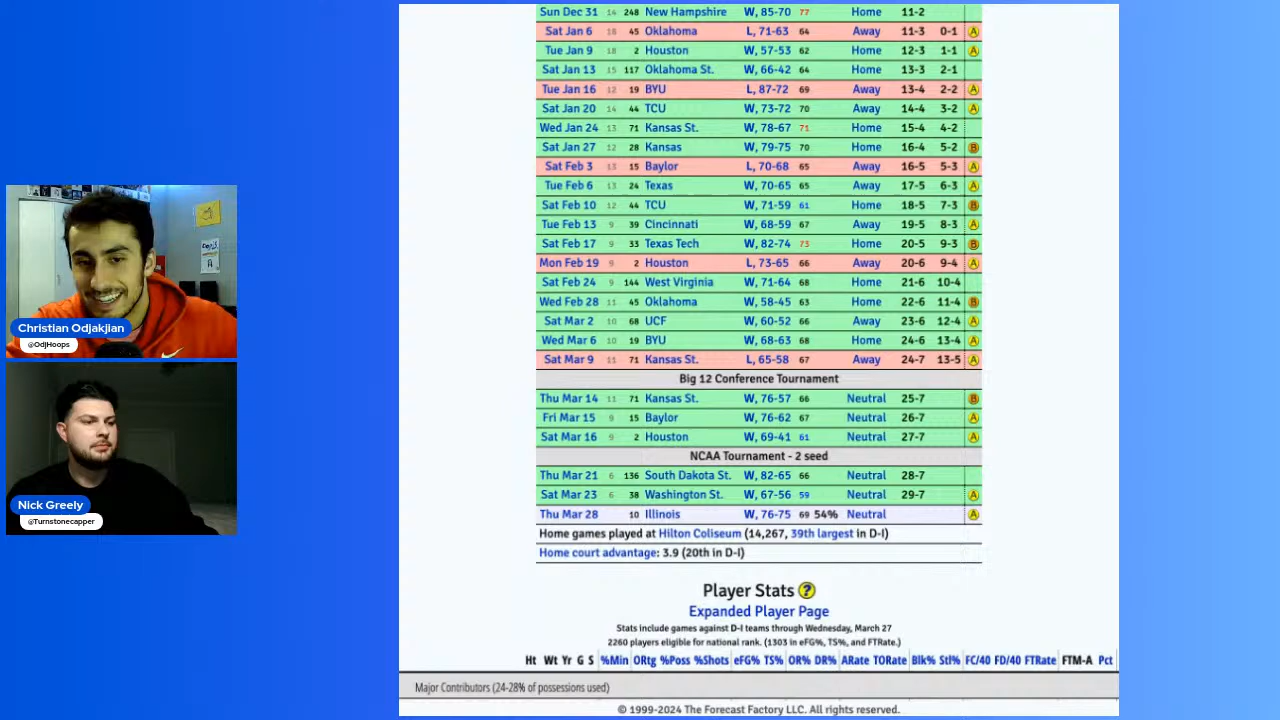 Sun Dec 31 14 248 New Hampshire W, 85-70 77 Home 11-2
Sat Jan 6 18 45 Oklahoma L, 71-63 64 Away 11-3 0-1 A
Tue Jan 9 18 2 Houston W, 57-53 62 Home 12-3 1-1 A
Sat Jan 13 15 117 Oklahoma St. W, 66-42 64 Home 13-3 2-1
Tue Jan 16 12 19 BYU L, 87-72 69 Away 13-4 2-2 A
Sat Jan 20 14 44 TCU W, 73-72 70 Away 14-4 3-2 A
Wed Jan 24 13 71 Kansas St. W, 78-67 71 Home 15-4 4-2
Sat Jan 27 12 28 Kansas W, 79-75 70 Home 16-4 5-2 B
Sat Feb 3 13 15 Baylor L, 70-68 65 Away 16-5 5-3 A
Tue Feb 6 13 24 Texas W, 70-65 65 Away 17-5 6-3 A
Sat Feb 10 12 44 TCU W, 71-59 61 Home 18-5 7-3 B
Tue Feb 13 9 39 Cincinnati W, 68-59 67 Away 19-5 8-3 A
Sat Feb 17 9 33 Texas Tech W, 82-74 73 Home 20-5 9-3 B
Mon Feb 19 9 2 Houston L, 73-65 66 Away 20-6 9-4 A
Sat Feb 24 9 144 West Virginia W, 71-64 68 Home 21-6 10-4
Wed Feb 28 11 45 Oklahoma W, 58-45 63 Home 22-6 11-4 B
Sat Mar 2 10 68 UCF W, 60-52 66 Away 23-6 12-4 A
Wed Mar 6 10 19 BYU W, 68-63 68 Home 24-6 13-4 A
Sat Mar 9 11 71 Kansas St. L, 65-58 67 Away 24-7 13-5 A
Big 12 Conference Tournament
Thu Mar 14 11 71 Kansas St. W, 76-57 66 Neutral 25-7 B
Fri Mar 15 9 15 Baylor W, 76-62 67 Neutral 26-7 A
Sat Mar 16 9 2 Houston W, 69-41 61 Neutral 27-7 A
NCAA Tournament - 2 seed
Thu Mar 21 6 136 South Dakota St. W, 82-65 66 Neutral 28-7
Sat Mar 23 6 38 Washington St. W, 67-56 59 Neutral 29-7 A
Thu Mar 28 10 Illinois W, 76-75 69 54% Neutral A
Home games played at Hilton Coliseum (14,267, 39th largest in D-I)
Home court advantage: 3.9 (20th in D-I)
Player Stats ?
Expanded Player Page
Stats include games against D-I teams through Wednesday, March 27
2260 players eligible for national rank. (1303 in eFG%, TS%, and FTRate.)
Ht Wt Yr G S %Min ORtg %Poss %Shots eFG% TS% OR% DR% ARate TORate Blk% Stl% FC/40 FD/40 FTRate FTM-A Pct
Major Contributors (24-28% of possessions used)
© 1999-2024 The Forecast Factory LLC. All rights reserved.
Christian Odjakjian
@OdjHoops
Nick Greely
@Turnstonecapper